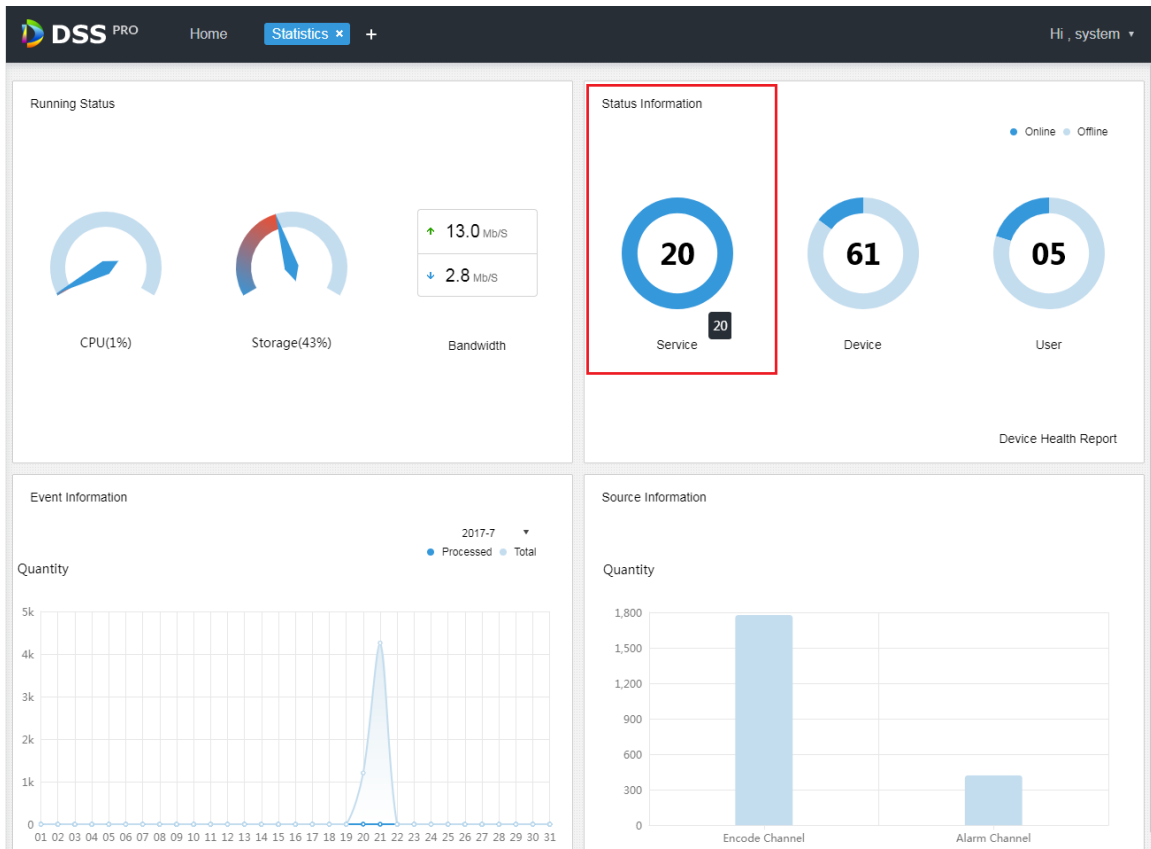 DSS PRO Home Statistics × + Hi , system ▼
Running Status
CPU(1%)
Storage(43%)
↑ 13.0 Mb/S
↓ 2.8 Mb/S
Bandwidth
Status Information
Online Offline
20
20
Service
61
Device
05
User
Device Health Report
Event Information
2017-7 ▼
Processed Total
Quantity
5k
4k
3k
2k
1k
0
01 02 03 04 05 06 07 08 09 10 11 12 13 14 15 16 17 18 19 20 21 22 23 24 25 26 27 28 29 30 31
Source Information
Quantity
1,800
1,500
1,200
900
600
300
0
Encode Channel Alarm Channel